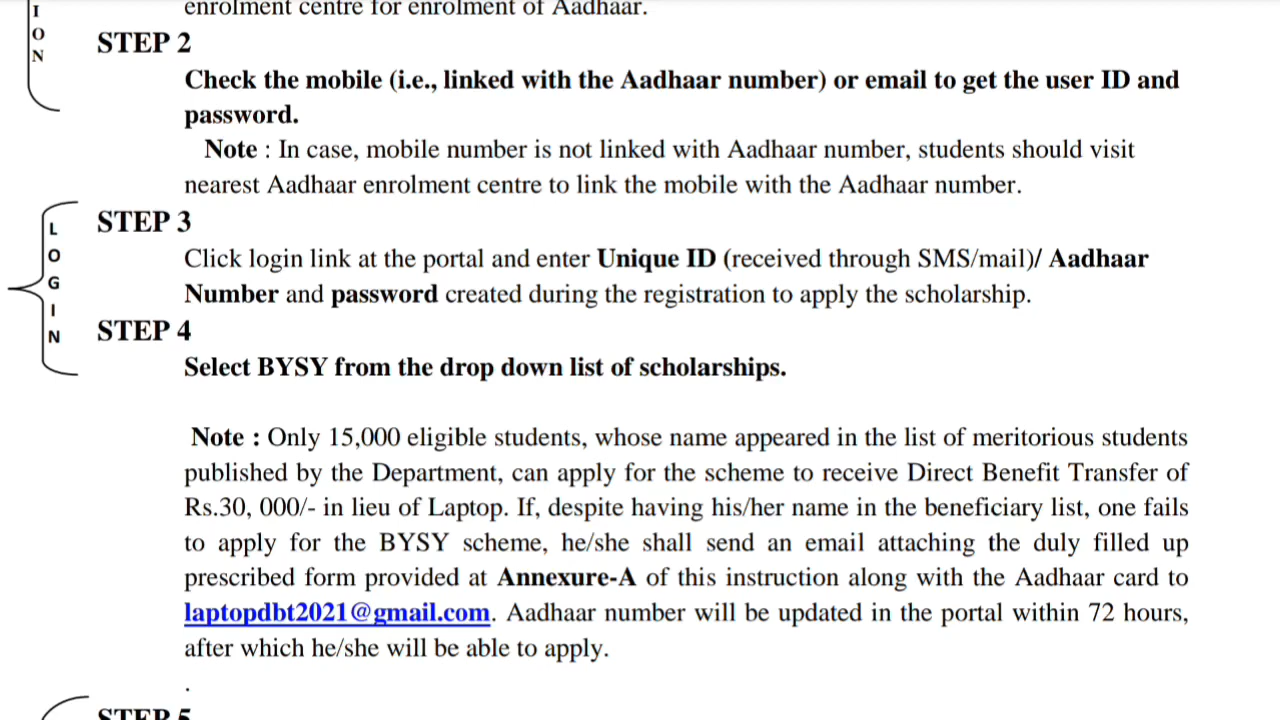 enrolment centre for enrolment of Aadhaar.
I
O
N
STEP 2
Check the mobile (i.e., linked with the Aadhaar number) or email to get the user ID and
password.
Note : In case, mobile number is not linked with Aadhaar number, students should visit
nearest Aadhaar enrolment centre to link the mobile with the Aadhaar number.
L
O
G
I
N
STEP 3
Click login link at the portal and enter Unique ID (received through SMS/mail)/ Aadhaar
Number and password created during the registration to apply the scholarship.
STEP 4
Select BYSY from the drop down list of scholarships.
Note : Only 15,000 eligible students, whose name appeared in the list of meritorious students
published by the Department, can apply for the scheme to receive Direct Benefit Transfer of
Rs.30, 000/- in lieu of Laptop. If, despite having his/her name in the beneficiary list, one fails
to apply for the BYSY scheme, he/she shall send an email attaching the duly filled up
prescribed form provided at Annexure-A of this instruction along with the Aadhaar card to
laptopdbt2021@gmail.com. Aadhaar number will be updated in the portal within 72 hours,
after which he/she will be able to apply.
.
STEP 5